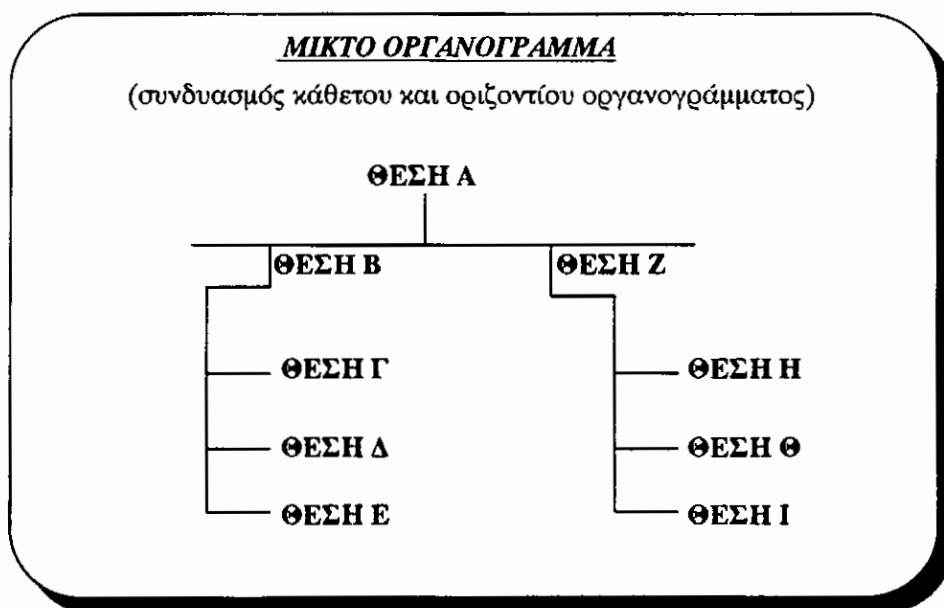 ΜΙΚΤΟ ΟΡΓΑΝΟΓΡΑΜΜΑ
(συνδυασμός κάθετου και οριζοντίου οργανογράμματος)
ΘΕΣΗ Α
ΘΕΣΗ Β ΘΕΣΗ Ζ
ΘΕΣΗ Γ ΘΕΣΗ Η
ΘΕΣΗ Δ ΘΕΣΗ Θ
ΘΕΣΗ Ε ΘΕΣΗ Ι